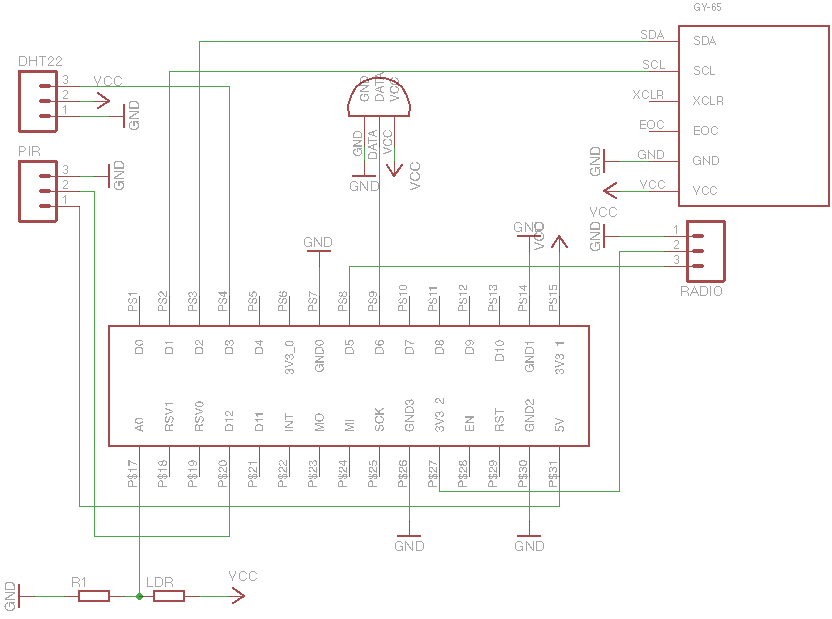 GY-65
SDA SDA
SCL SCL
XCLR XCLR
EOC EOC
GND GND GND
VCC VCC
VCC
DHT22
3 VCC
2
1 GND
PIR
3 GND
2
1
GND DATA VCC
GND DATA VCC
GND VCC
GND 1
2
3
RADIO
GND GND VCC
PS1 PS2 PS3 PS4 PS5 PS6 PS7 PS8 PS9 PS10 PS11 PS12 PS13 PS14 PS15
D0 D1 D2 D3 D4 3V3_0 GND0 D5 D6 D7 D8 D9 D10 GND1 3V3_1
A0 RSV1 RSV0 D12 D11 INT MO MI SCK GND3 3V3_2 EN RST GND2 5V
P$17 P$18 P$19 P$20 P$21 P$22 P$23 P$24 P$25 P$26 P$27 P$28 P$29 P$30 P$31
GND GND
GND R1 LDR VCC